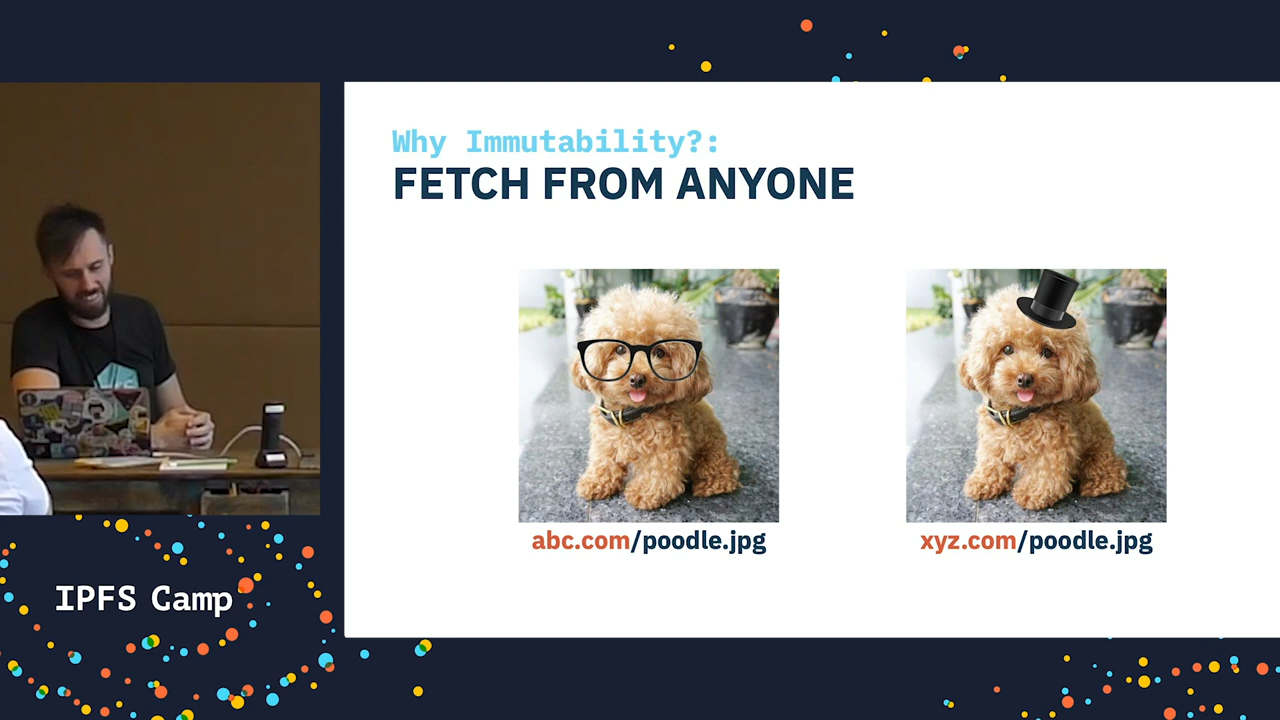 Why Immutability?:
FETCH FROM ANYONE
abc.com/poodle.jpg
xyz.com/poodle.jpg
IPFS Camp